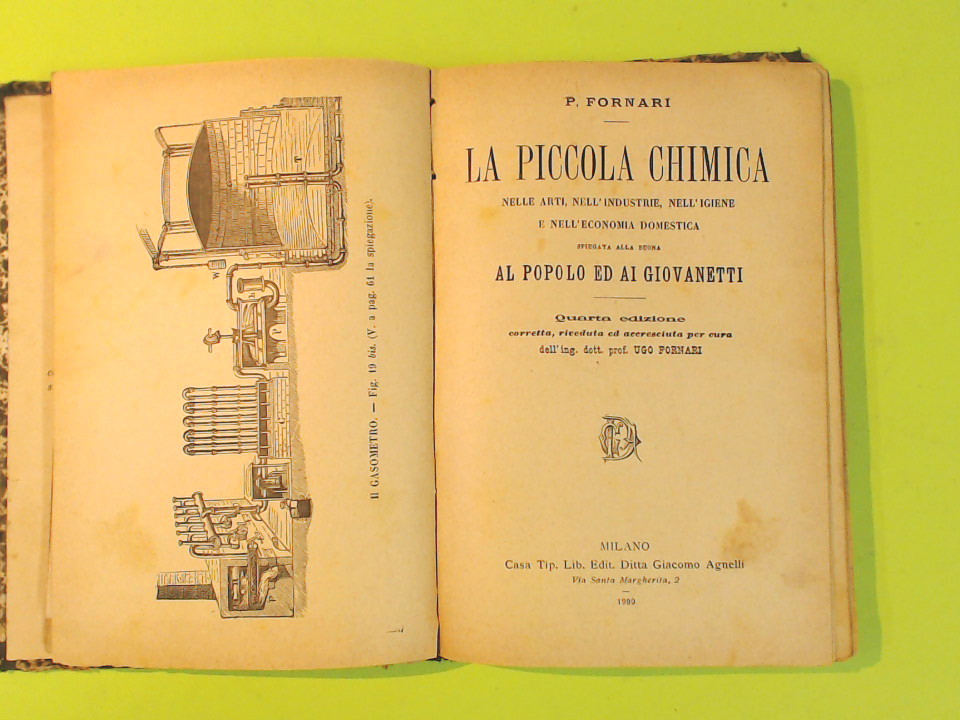 Il GASOMETRO. — Fig. 19 bis. (V. a pag. 61 la spiegazione).
W
P. FORNARI
LA PICCOLA CHIMICA
NELLE ARTI, NELL'INDUSTRIE, NELL'IGIENE
E NELL'ECONOMIA DOMESTICA
SPIEGATA ALLA BUONA
AL POPOLO ED AI GIOVANETTI
Quarta edizione
corretta, riveduta ed accresciuta per cura
dell'ing. dott. prof. UGO FORNARI
MILANO
Casa Tip. Lib. Edit. Ditta Giacomo Agnelli
Via Santa Margherita, 2
1909